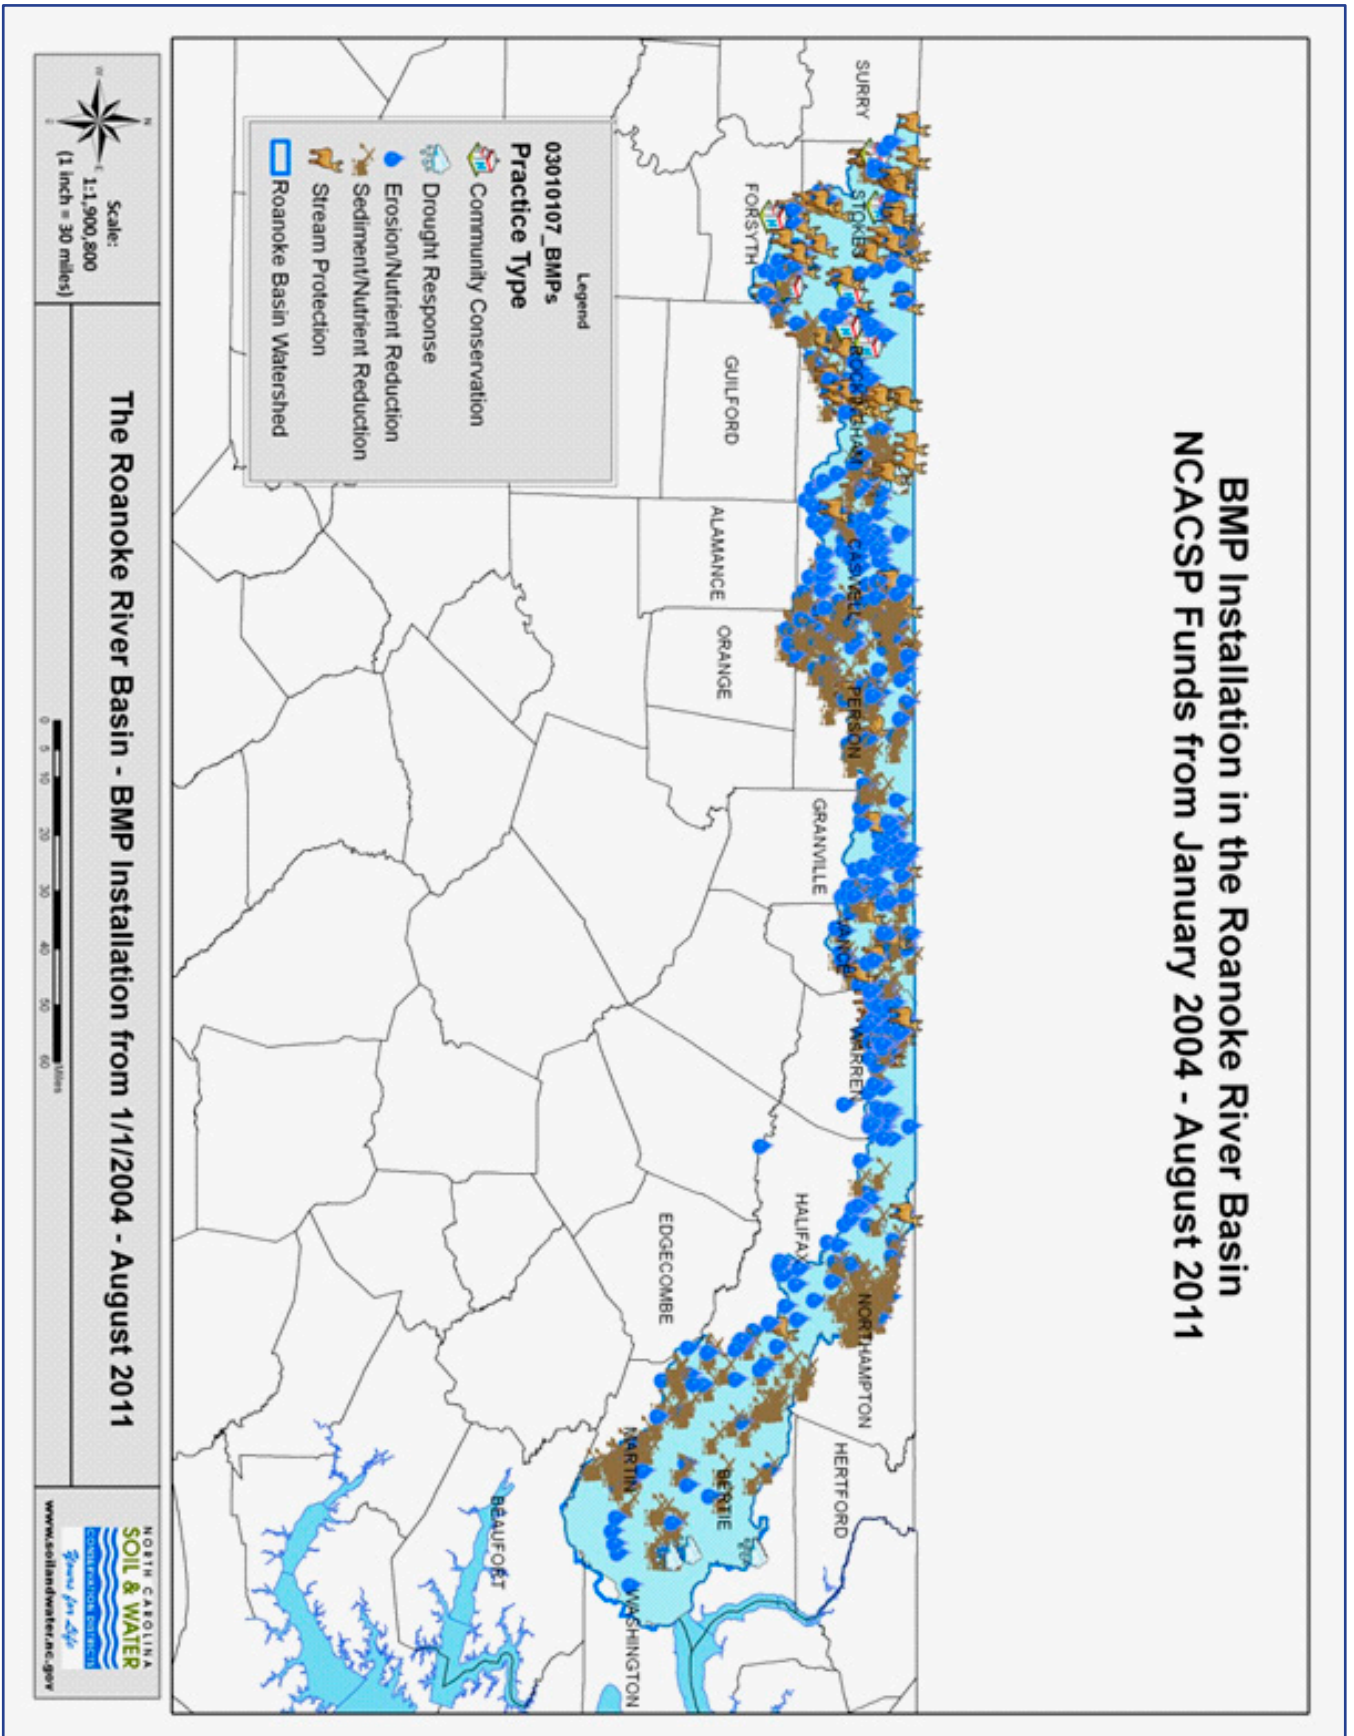 BMP Installation in the Roanoke River Basin
NCACSP Funds from January 2004 - August 2011
SURRY
STOKES
ROCKINGHAM
CASWELL
PERSON
GRANVILLE
VANCE
WARREN
NORTHAMPTON
HERTFORD
FORSYTH
GUILFORD
ALAMANCE
ORANGE
HALIFAX
EDGECOMBE
BERTIE
MARTIN
WASHINGTON
BEAUFORT
Legend
03010107_BMPs
Practice Type
Community Conservation
Drought Response
Erosion/Nutrient Reduction
Sediment/Nutrient Reduction
Stream Protection
Roanoke Basin Watershed
N
W
E
S
Scale:
1:1,900,800
(1 inch = 30 miles)
The Roanoke River Basin - BMP Installation from 1/1/2004 - August 2011
0 5 10 20 30 40 50 60
Miles
NORTH CAROLINA
SOIL & WATER
CONSERVATION DISTRICTS
Yours for Life
www.soilandwater.nc.gov